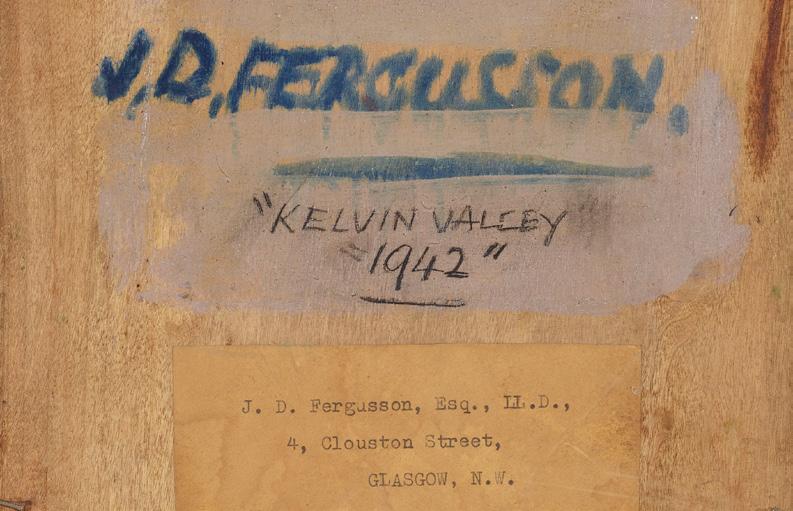 J.D.FERGUSSON.
"KELVIN VALLEY
"1942"
J. D. Fergusson, Esq., LL.D.,
4, Clouston Street,
GLASGOW, N.W.